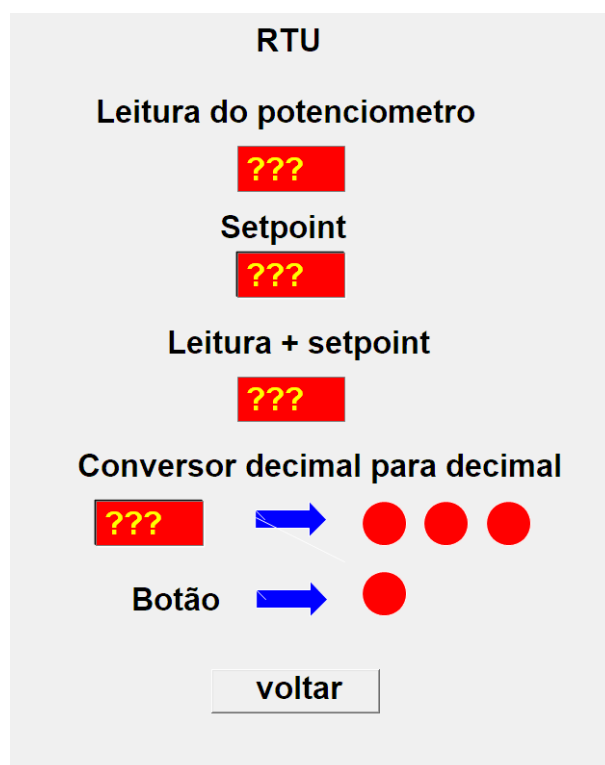 RTU
Leitura do potenciometro
???
Setpoint
???
Leitura + setpoint
???
Conversor decimal para decimal
???
Botão
voltar